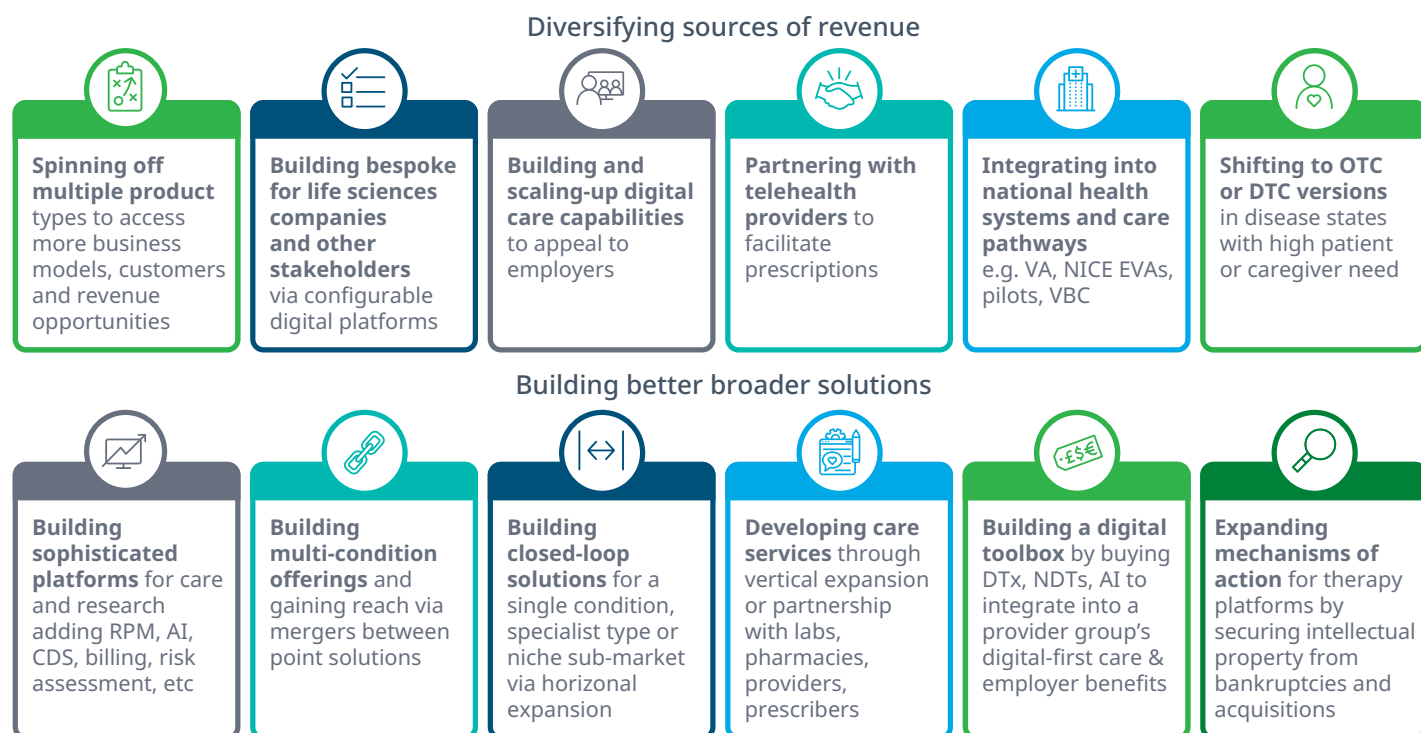 Diversifying sources of revenue
Spinning off
multiple product
types to access
more business
models, customers
and revenue
opportunities
Building bespoke
for life sciences
companies
and other
stakeholders
via configurable
digital platforms
Building and
scaling-up digital
care capabilities
to appeal to
employers
Partnering with
telehealth
providers to
facilitate
prescriptions
Integrating into
national health
systems and care
pathways
e.g. VA, NICE EVAs,
pilots, VBC
Shifting to OTC
or DTC versions
in disease states
with high patient
or caregiver need
Building better broader solutions
Building
sophisticated
platforms for care
and research
adding RPM, AI,
CDS, billing, risk
assessment, etc
Building
multi-condition
offerings and
gaining reach via
mergers between
point solutions
Building
closed-loop
solutions for a
single condition,
specialist type or
niche sub-market
via horizonal
expansion
Developing care
services through
vertical expansion
or partnership
with labs,
pharmacies,
providers,
prescribers
·£$€
Building a digital
toolbox by buying
DTx, NDTs, AI to
integrate into a
provider group’s
digital-first care &
employer benefits
Expanding
mechanisms of
action for therapy
platforms by
securing intellectual
property from
bankruptcies and
acquisitions